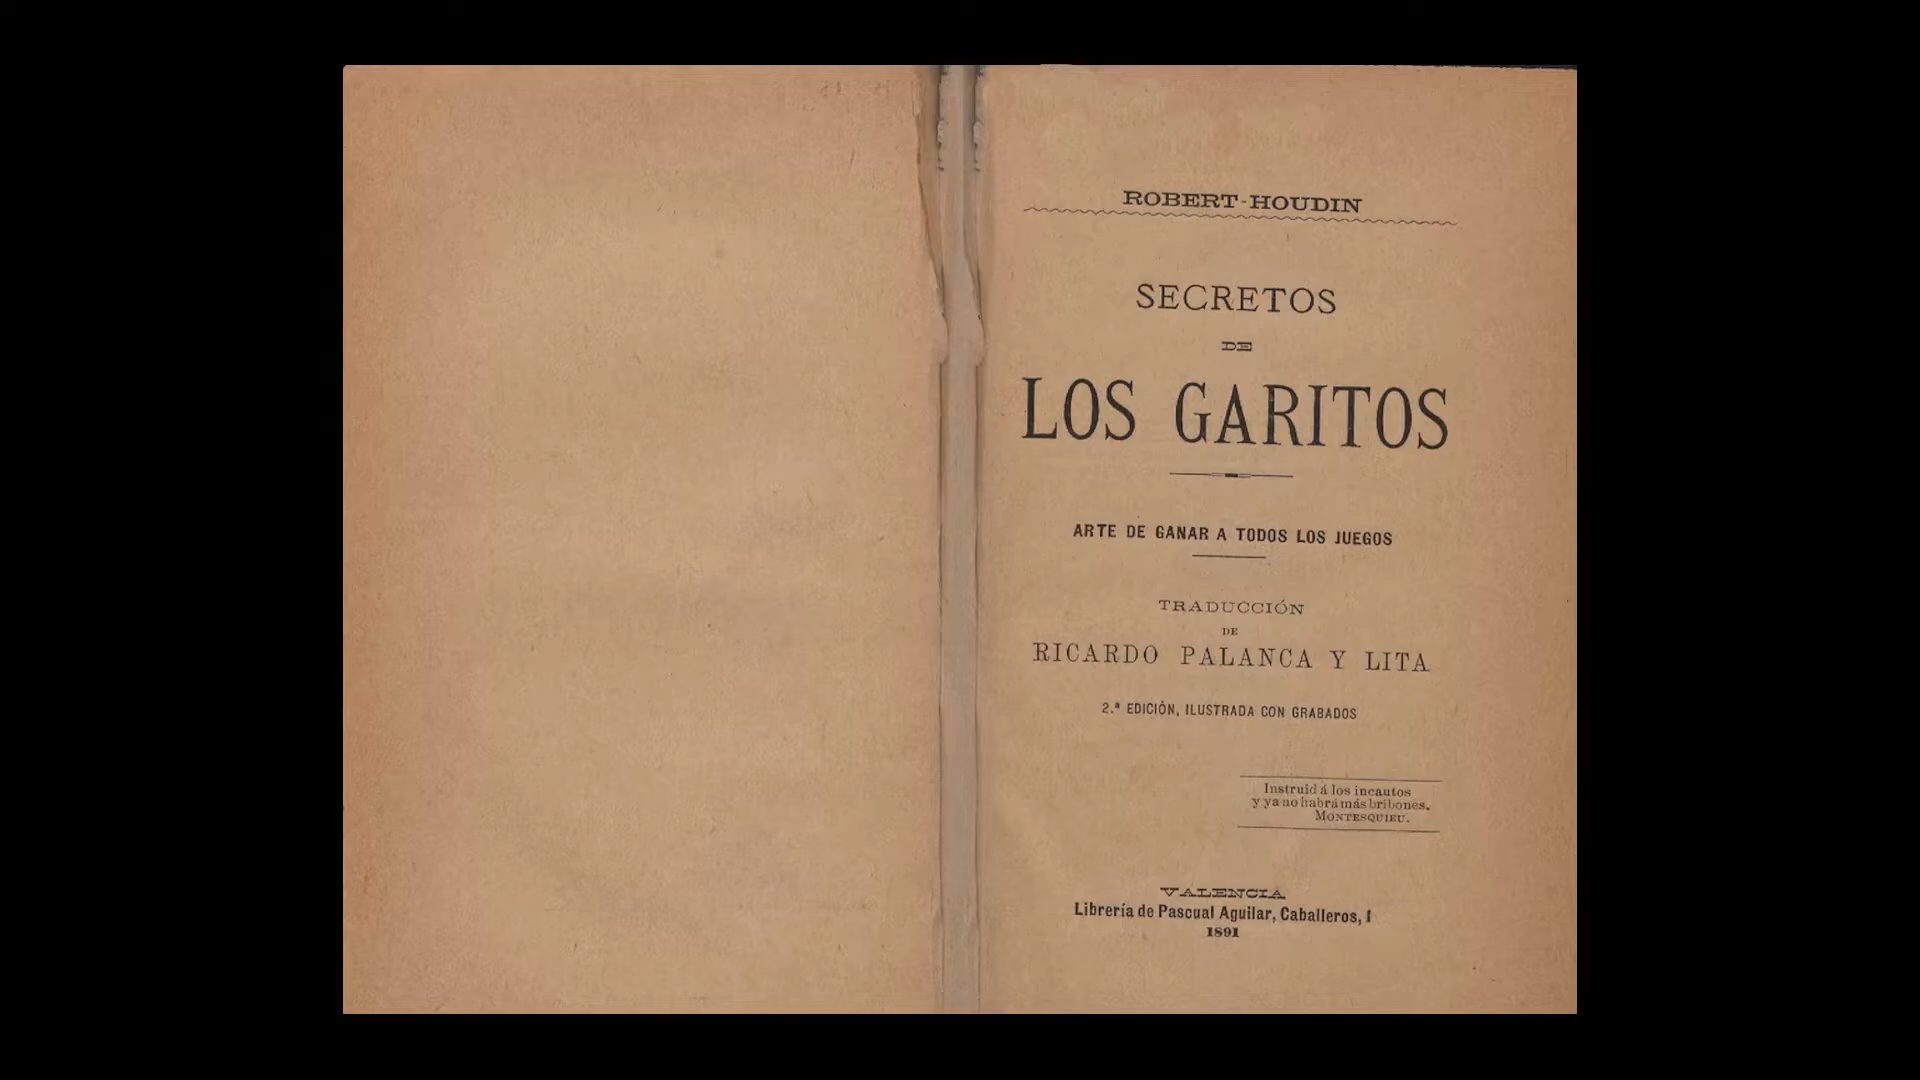 ROBERT-HOUDIN
SECRETOS
DE
LOS GARITOS
ARTE DE GANAR A TODOS LOS JUEGOS
TRADUCCIÓN
DE
RICARDO PALANCA Y LITA
2.ª EDICIÓN, ILUSTRADA CON GRABADOS
Instruid á los incautos
y ya no habrá más bribones.
MONTESQUIEU.
VALENCIA
Librería de Pascual Aguilar, Caballeros, 1
1891